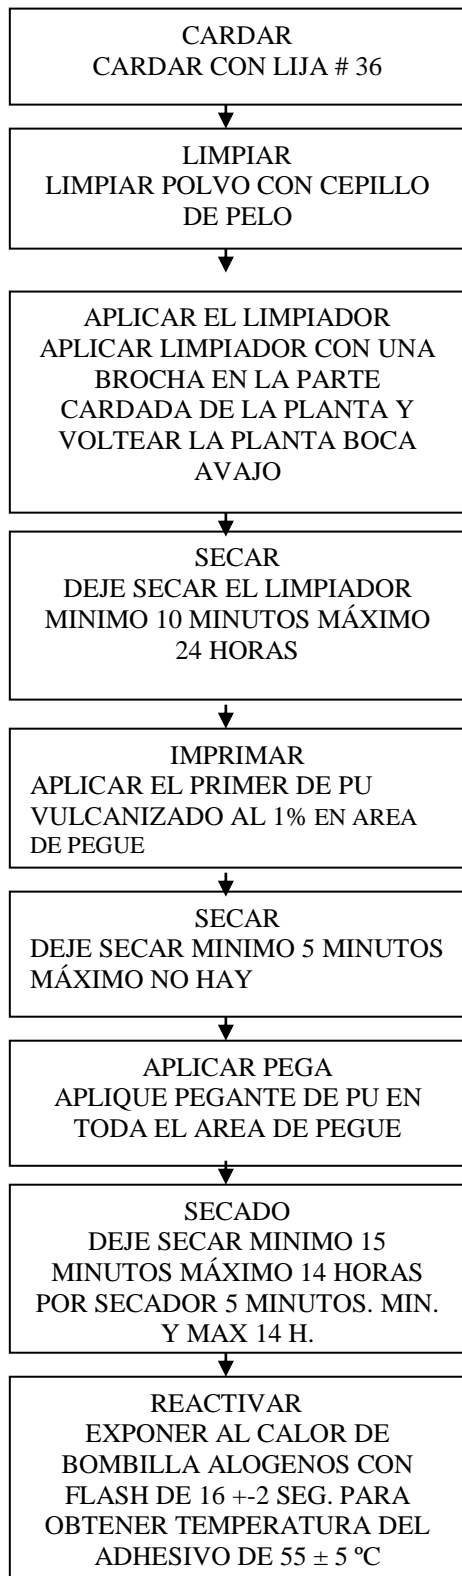 CARDAR
CARDAR CON LIJA # 36
LIMPIAR
LIMPIAR POLVO CON CEPILLO
DE PELO
APLICAR EL LIMPIADOR
APLICAR LIMPIADOR CON UNA
BROCHA EN LA PARTE
CARDADA DE LA PLANTA Y
VOLTEAR LA PLANTA BOCA
AVAJO
SECAR
DEJE SECAR EL LIMPIADOR
MINIMO 10 MINUTOS MÁXIMO
24 HORAS
IMPRIMAR
APLICAR EL PRIMER DE PU
VULCANIZADO AL 1% EN AREA
DE PEGUE
SECAR
DEJE SECAR MINIMO 5 MINUTOS
MÁXIMO NO HAY
APLICAR PEGA
APLIQUE PEGANTE DE PU EN
TODA EL AREA DE PEGUE
SECADO
DEJE SECAR MINIMO 15
MINUTOS MÁXIMO 14 HORAS
POR SECADOR 5 MINUTOS. MIN.
Y MAX 14 H.
REACTIVAR
EXPONER AL CALOR DE
BOMBILLA ALOGENOS CON
FLASH DE 16 +-2 SEG. PARA
OBTENER TEMPERATURA DEL
ADHESIVO DE 55 ± 5 ºC